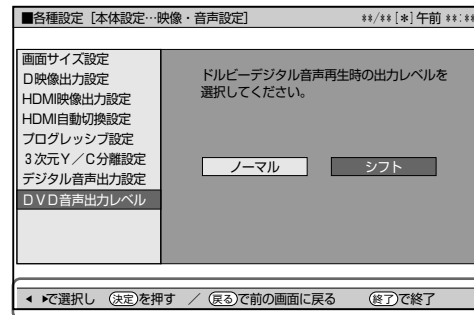 ■各種設定［本体設定…映像・音声設定］ **/**[*]午前 **:**
画面サイズ設定
Ｄ映像出力設定
HDMI映像出力設定
HDMI自動切換設定
プログレッシブ設定
３次元Ｙ／Ｃ分離設定
デジタル音声出力設定
ＤＶＤ音声出力レベル
ドルビーデジタル音声再生時の出力レベルを
選択してください。
ノーマル シフト
◀ ▶で選択し 決定を押す ／ 戻るで前の画面に戻る 終了で終了